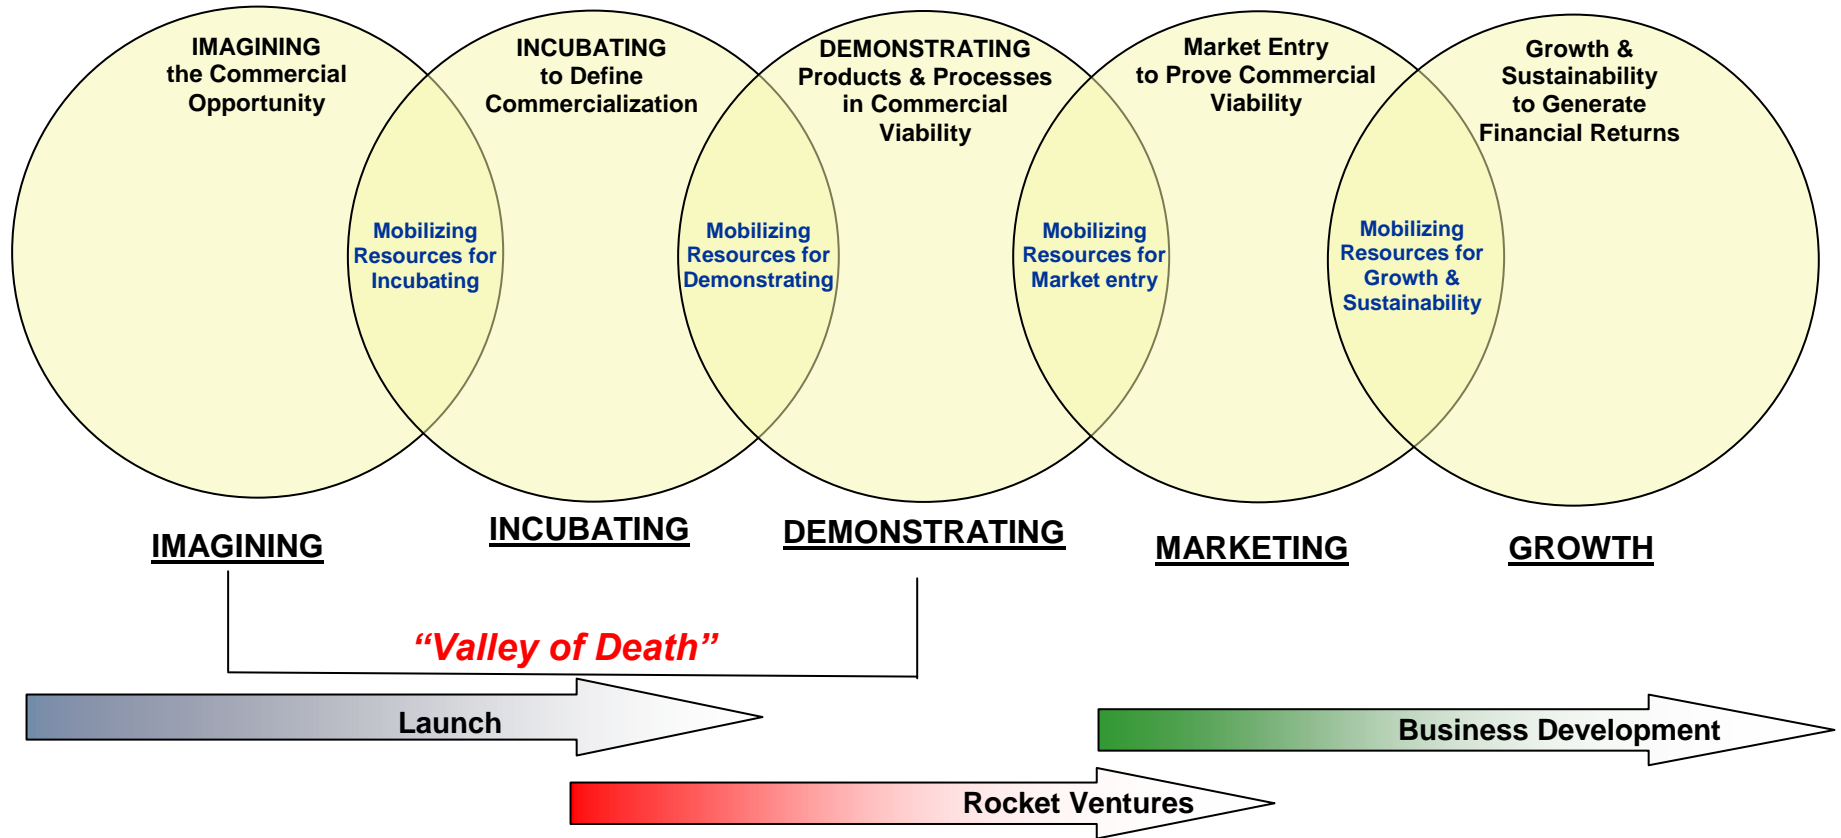 IMAGINING
the Commercial
Opportunity
INCUBATING
to Define
Commercialization
DEMONSTRATING
Products & Processes
in Commercial
Viability
Market Entry
to Prove Commercial
Viability
Growth &
Sustainability
to Generate
Financial Returns
Mobilizing
Resources for
Incubating
Mobilizing
Resources for
Demonstrating
Mobilizing
Resources for
Market entry
Mobilizing
Resources for
Growth &
Sustainability
IMAGINING
INCUBATING
DEMONSTRATING
MARKETING
GROWTH
“Valley of Death”
Launch
Business Development
Rocket Ventures